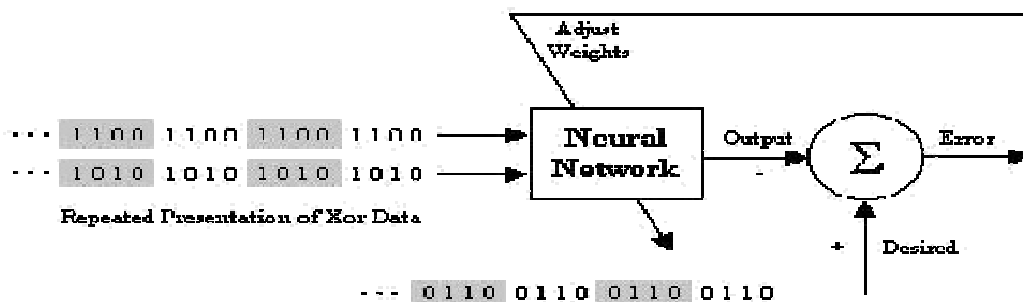 Adjust
Weights
--- 1100 1100 1100 1100
--- 1010 1010 1010 1010
Neural
Network
Output
-
Σ
Error
Repeated Presentation of Xor Data
+ Desired
--- 0110 0110 0110 0110